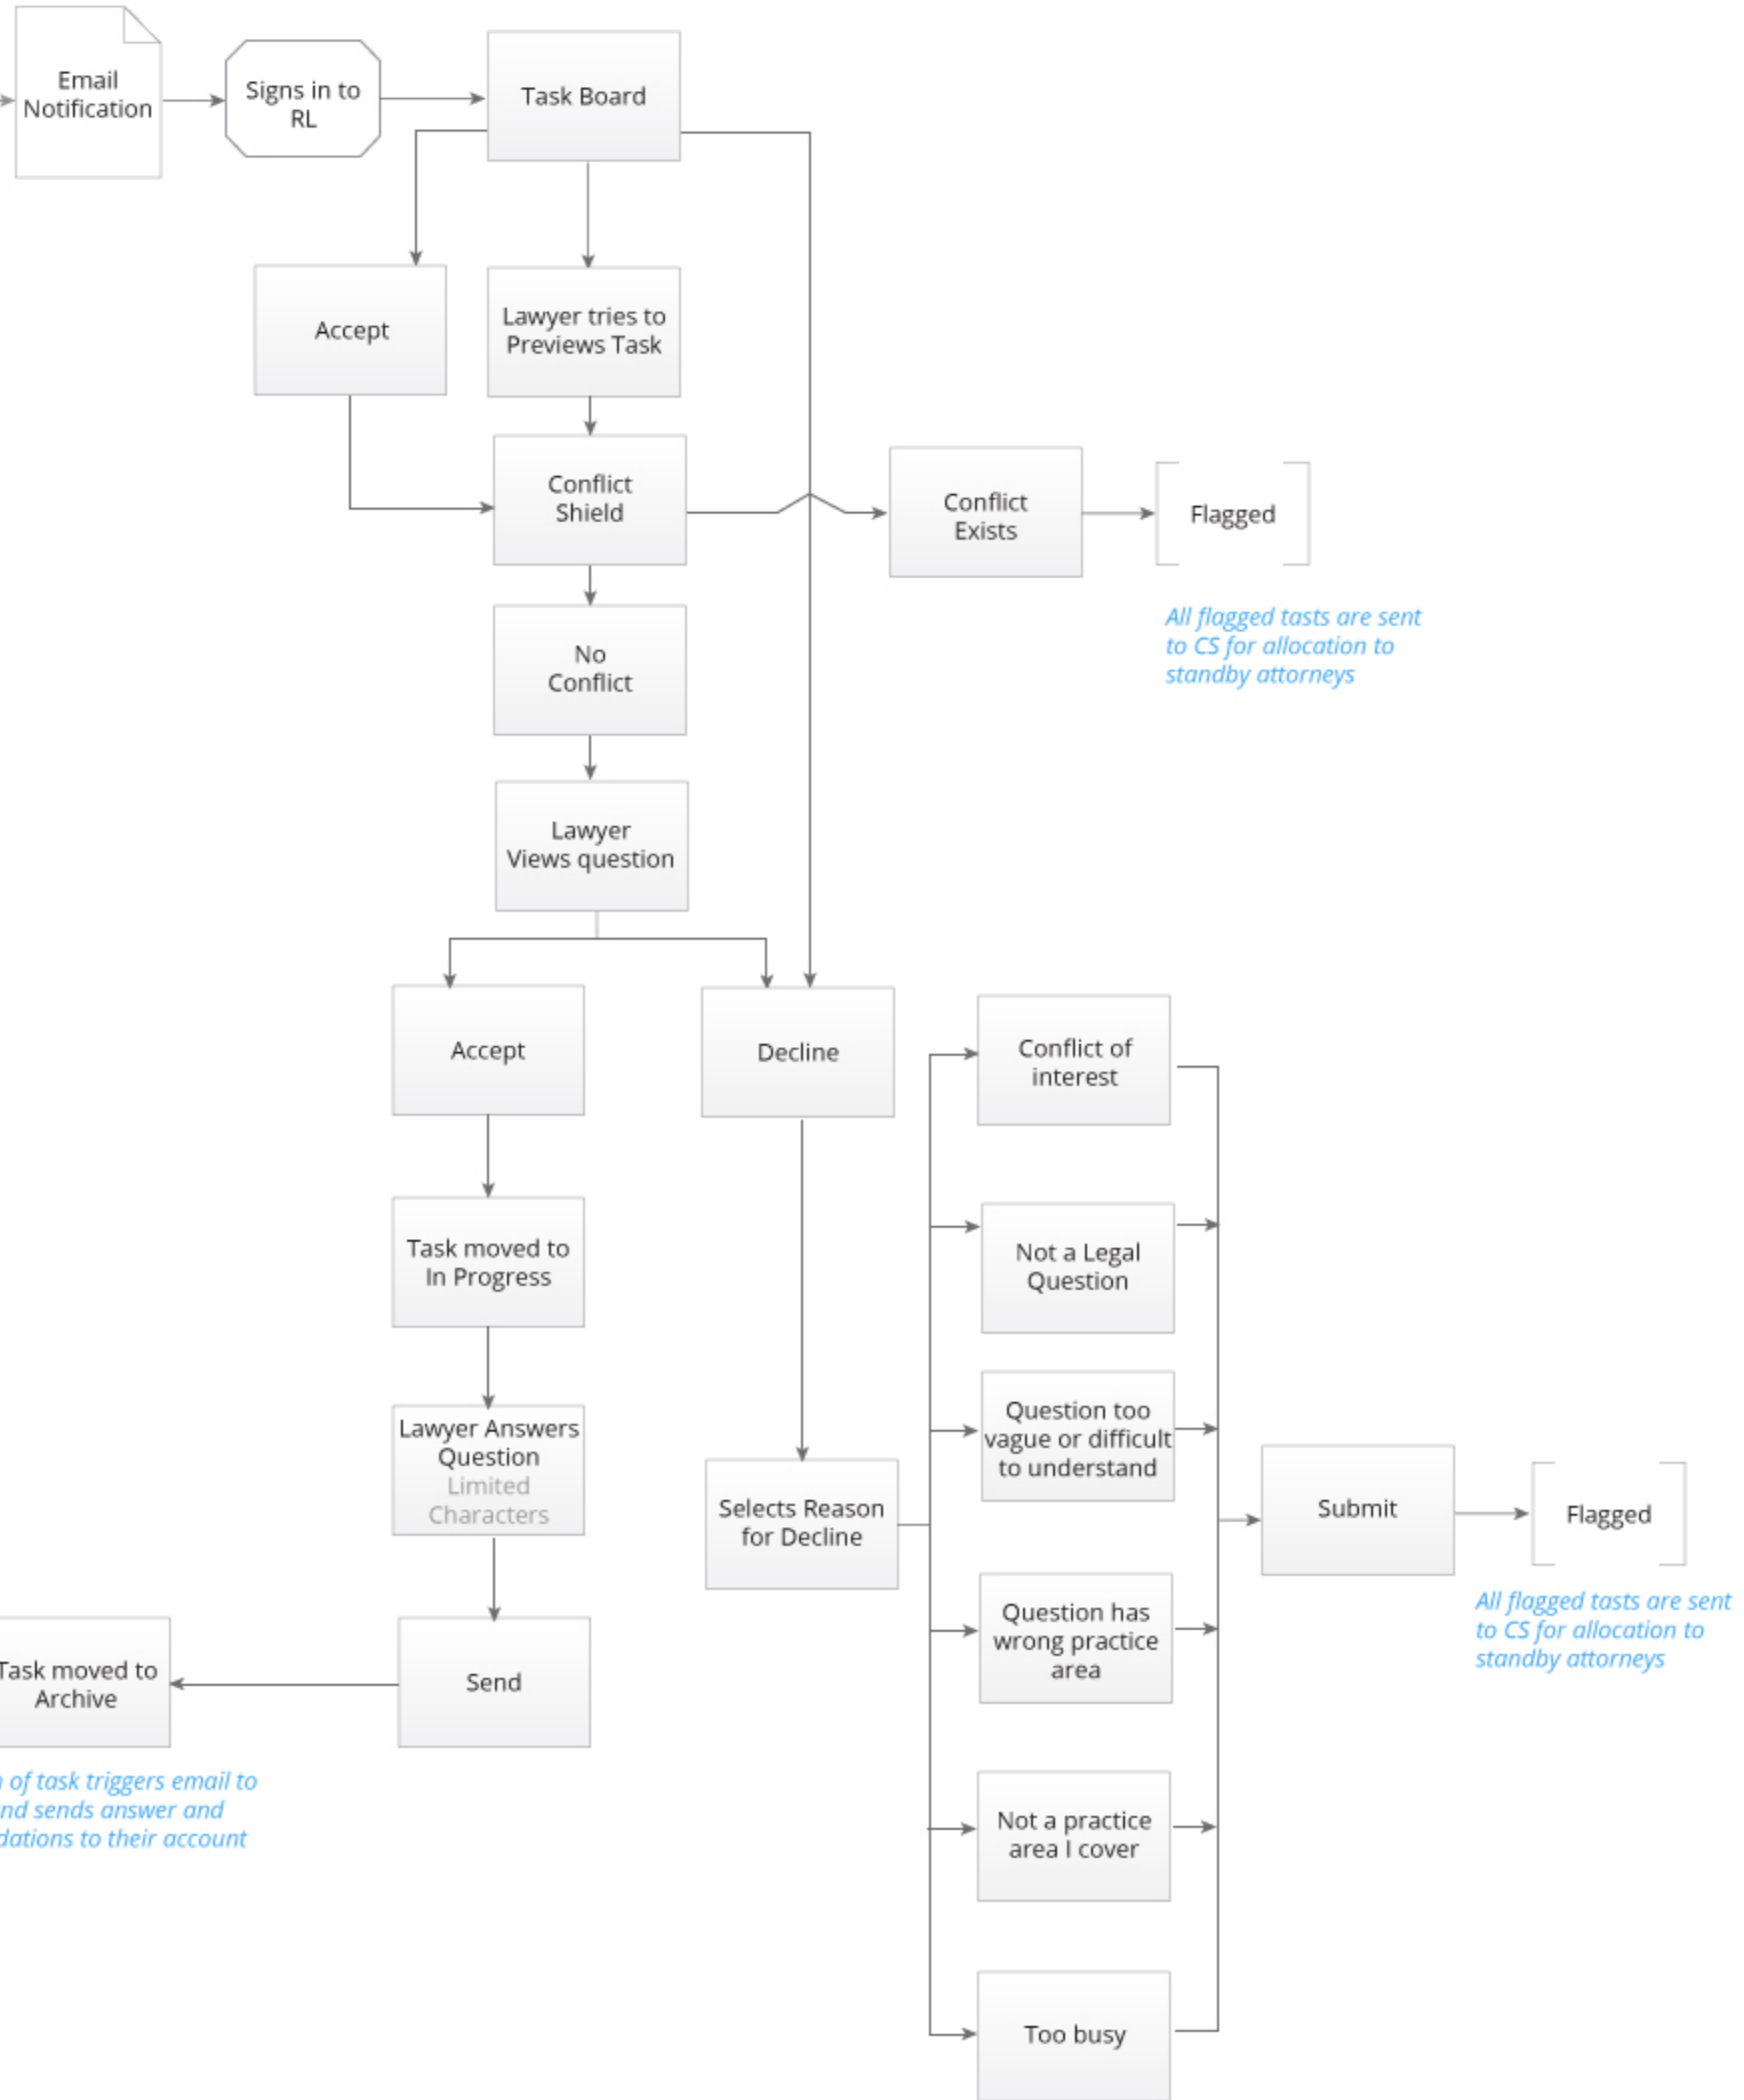 Email
Notification
Signs in to
RL
Task Board
Accept
Lawyer tries to
Previews Task
Conflict
Shield
Conflict
Exists
Flagged
All flagged tasts are sent
to CS for allocation to
standby attorneys
No
Conflict
Lawyer
Views question
Accept
Decline
Conflict of
interest
Task moved to
In Progress
Not a Legal
Question
Lawyer Answers
Question
Limited
Characters
Selects Reason
for Decline
Question too
vague or difficult
to understand
Submit
Flagged
All flagged tasts are sent
to CS for allocation to
standby attorneys
Question has
wrong practice
area
Send
Task moved to
Archive
of task triggers email to
sends answer and
to their account
Not a practice
area I cover
Too busy